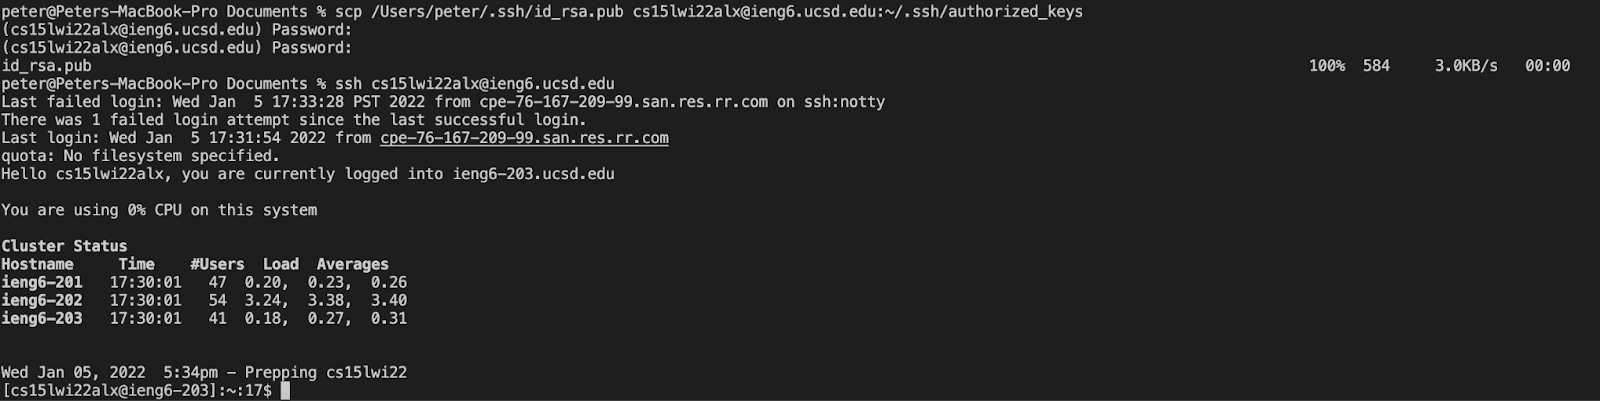 peter@Peters-MacBook-Pro Documents % scp /Users/peter/.ssh/id_rsa.pub cs15lwi22alx@ieng6.ucsd.edu:~/.ssh/authorized_keys
(cs15lwi22alx@ieng6.ucsd.edu) Password:
(cs15lwi22alx@ieng6.ucsd.edu) Password:
id_rsa.pub 100% 584 3.0KB/s 00:00
peter@Peters-MacBook-Pro Documents % ssh cs15lwi22alx@ieng6.ucsd.edu
Last failed login: Wed Jan  5 17:33:28 PST 2022 from cpe-76-167-209-99.san.res.rr.com on ssh:notty
There was 1 failed login attempt since the last successful login.
Last login: Wed Jan  5 17:31:54 2022 from cpe-76-167-209-99.san.res.rr.com
quota: No filesystem specified.
Hello cs15lwi22alx, you are currently logged into ieng6-203.ucsd.edu
You are using 0% CPU on this system
Cluster Status
Hostname     Time    #Users  Load  Averages
ieng6-201   17:30:01   47  0.20,  0.23,  0.26
ieng6-202   17:30:01   54  3.24,  3.38,  3.40
ieng6-203   17:30:01   41  0.18,  0.27,  0.31
Wed Jan 05, 2022  5:34pm - Prepping cs15lwi22
[cs15lwi22alx@ieng6-203]:~:17$